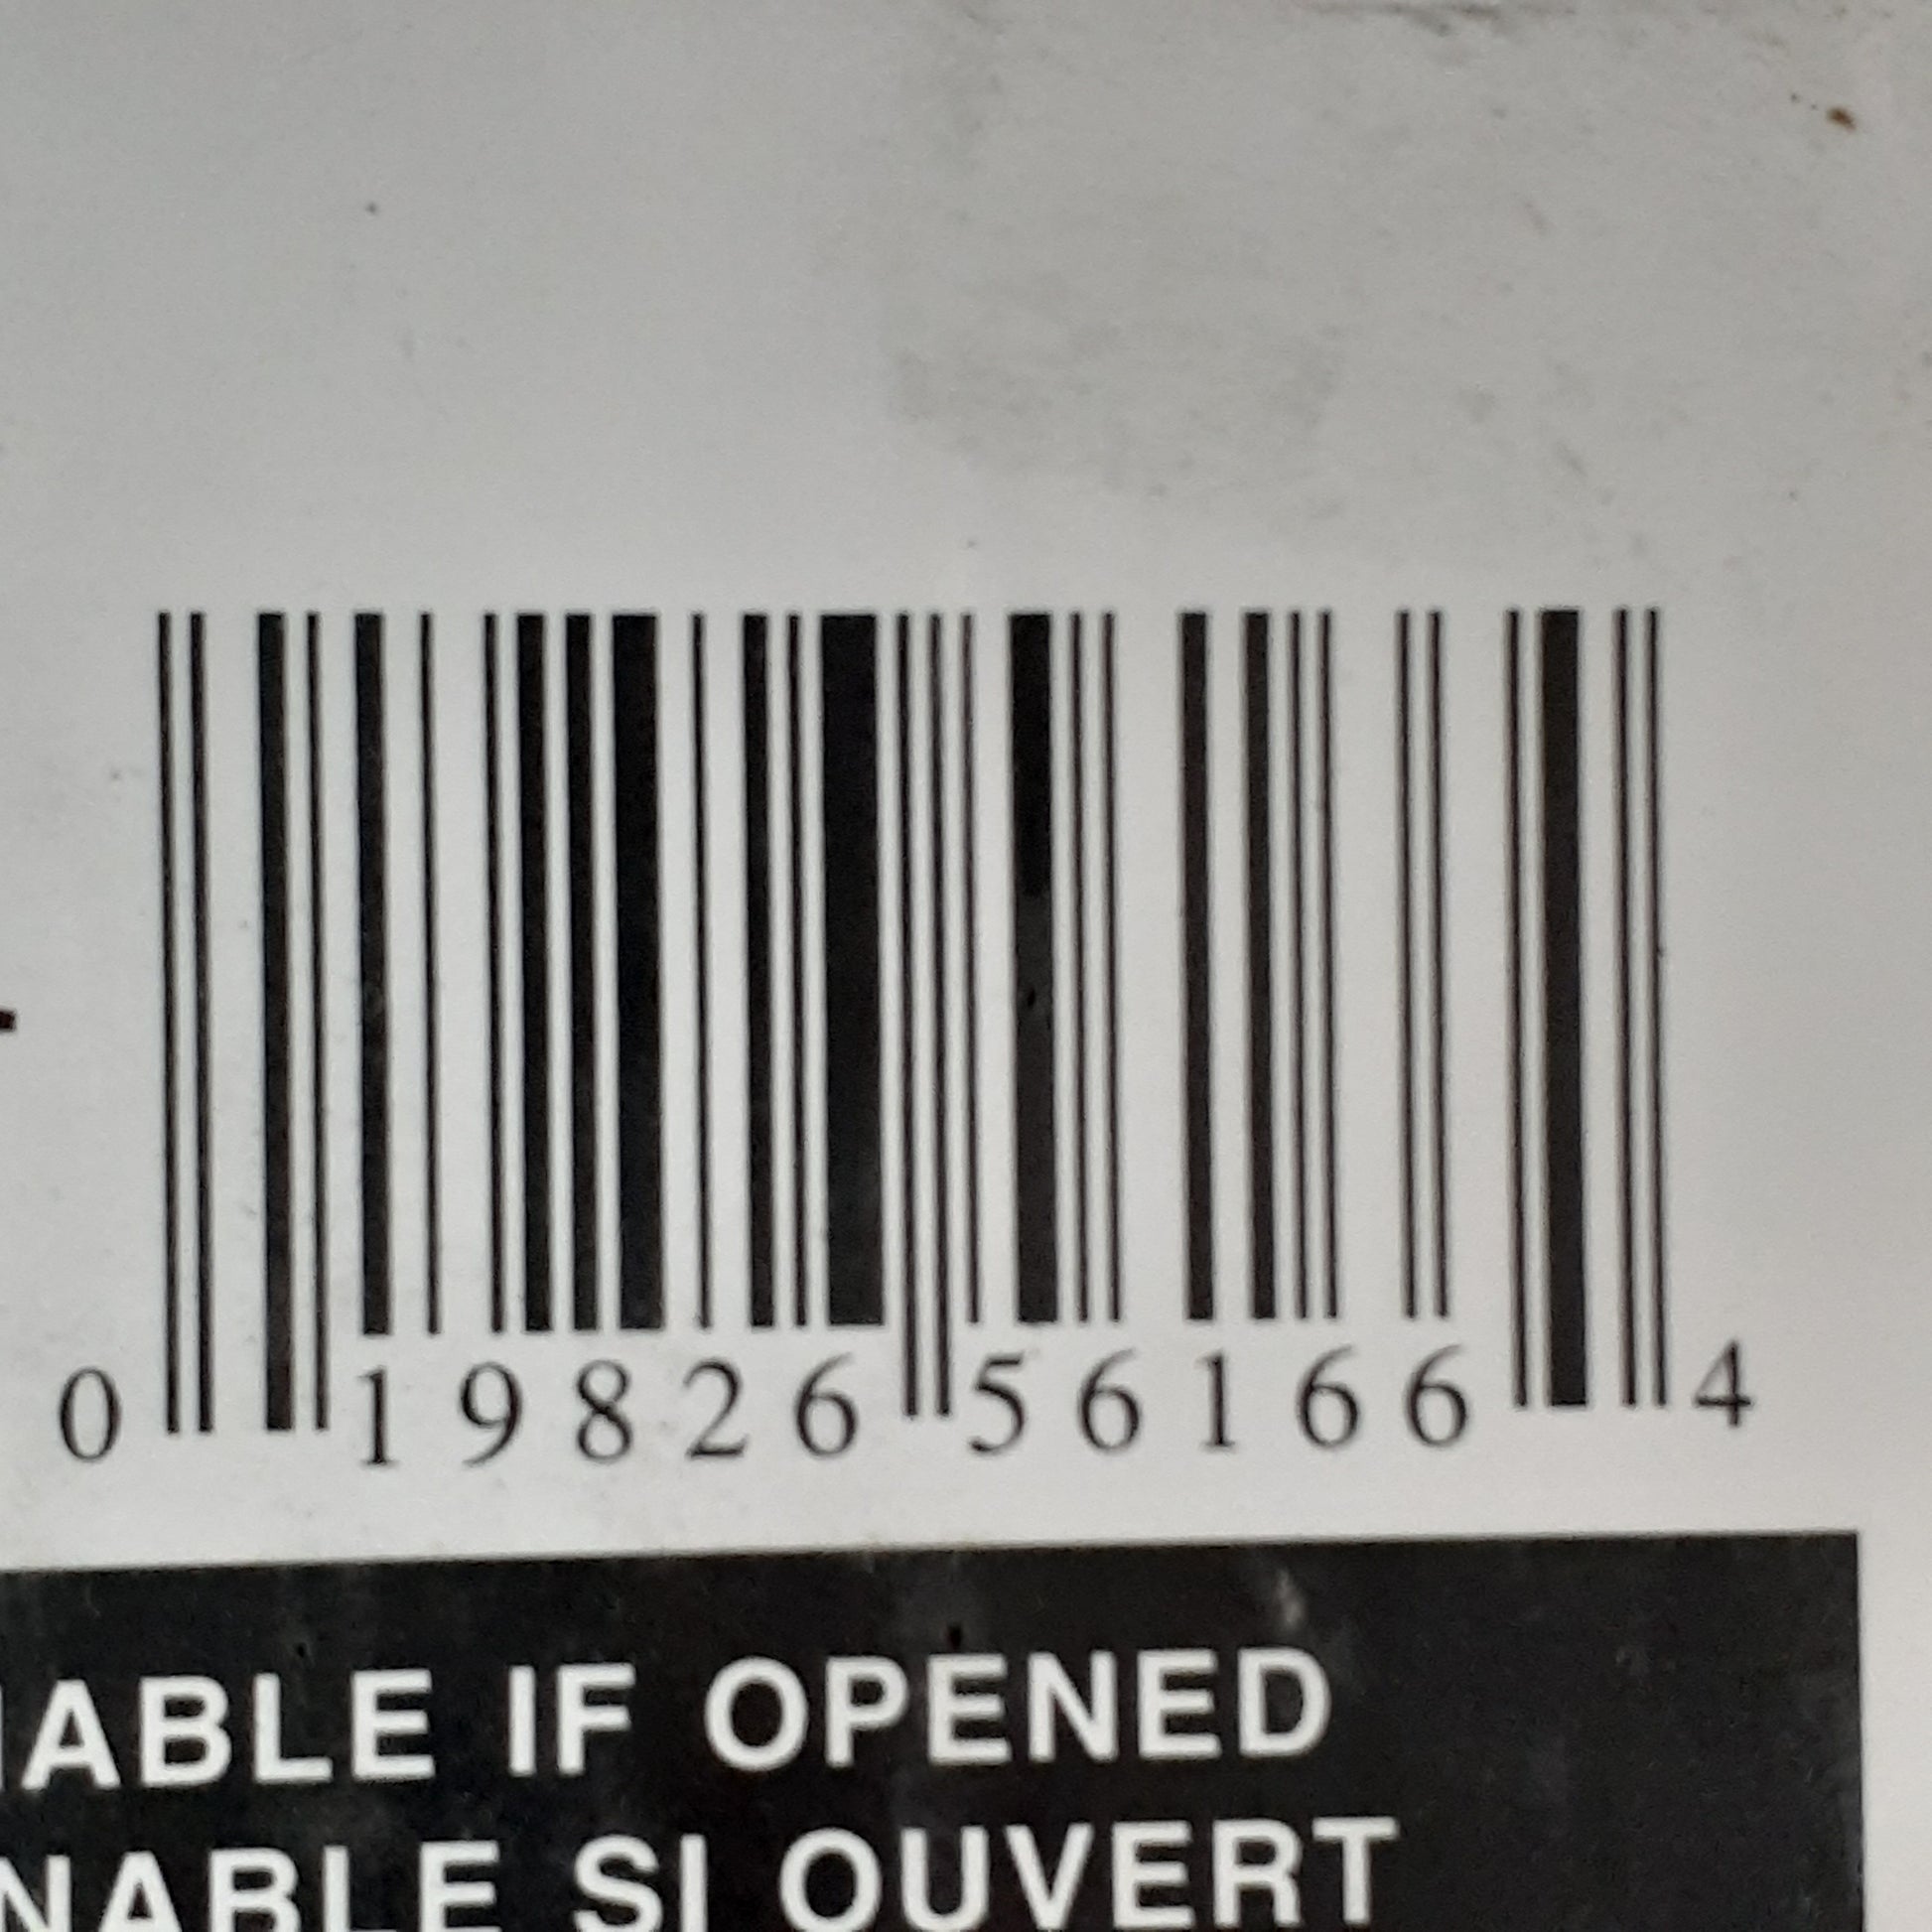 0 19826 56166 4
ABLE IF OPENED
NABLE SI OUVERT